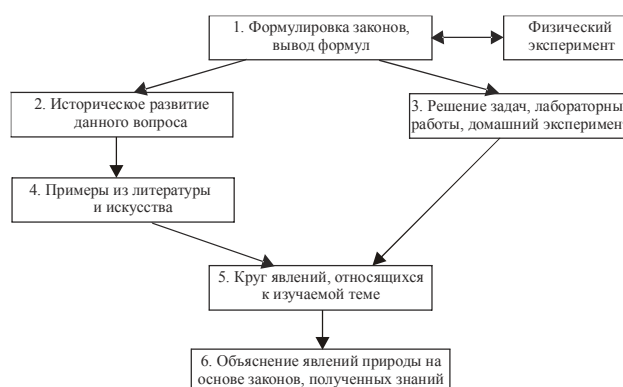 1. Формулировка законов,
вывод формул
Физический
эксперимент
2. Историческое развитие
данного вопроса
3. Решение задач, лабораторны
работы, домашний эксперимент
4. Примеры из литературы
и искусства
5. Круг явлений, относящихся
к изучаемой теме
6. Объяснение явлений природы на
основе законов, полученных знаний